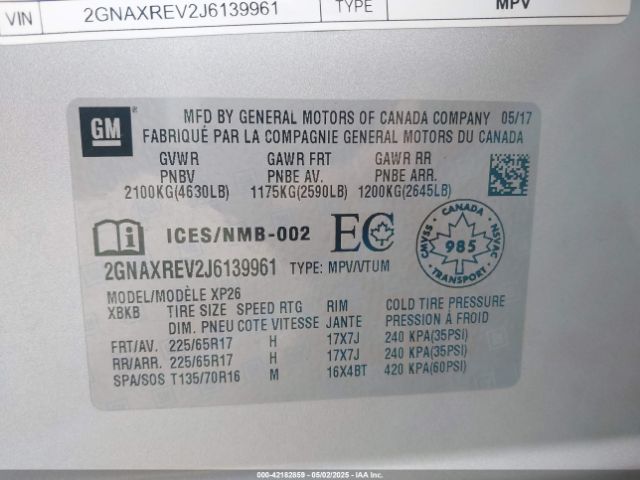 VIN 2GNAXREV2J6139961 TYPE MPV
GM
MFD BY GENERAL MOTORS OF CANADA COMPANY 05/17
FABRIQUÉ PAR LA COMPAGNIE GENERAL MOTORS DU CANADA
GVWR GAWR FRT GAWR RR
PNBV PNBE AV. PNBE ARR.
2100KG(4630LB) 1175KG(2590LB) 1200KG(2645LB)
ICES/NMB-002 EC CANADA CMVSS 985 NSVAC TRANSPORT
2GNAXREV2J6139961 TYPE: MPV/VTUM
MODEL/MODÈLE XP26
XBKB TIRE SIZE SPEED RTG RIM COLD TIRE PRESSURE
DIM. PNEU COTE VITESSE JANTE PRESSION À FROID
FRT/AV. 225/65R17 H 17X7J 240 KPA(35PSI)
RR/ARR. 225/65R17 H 17X7J 240 KPA(35PSI)
SPA/SOS T135/70R16 M 16X4BT 420 KPA(60PSI)
000-42182859 - 05/02/2025 - IAAI.CA